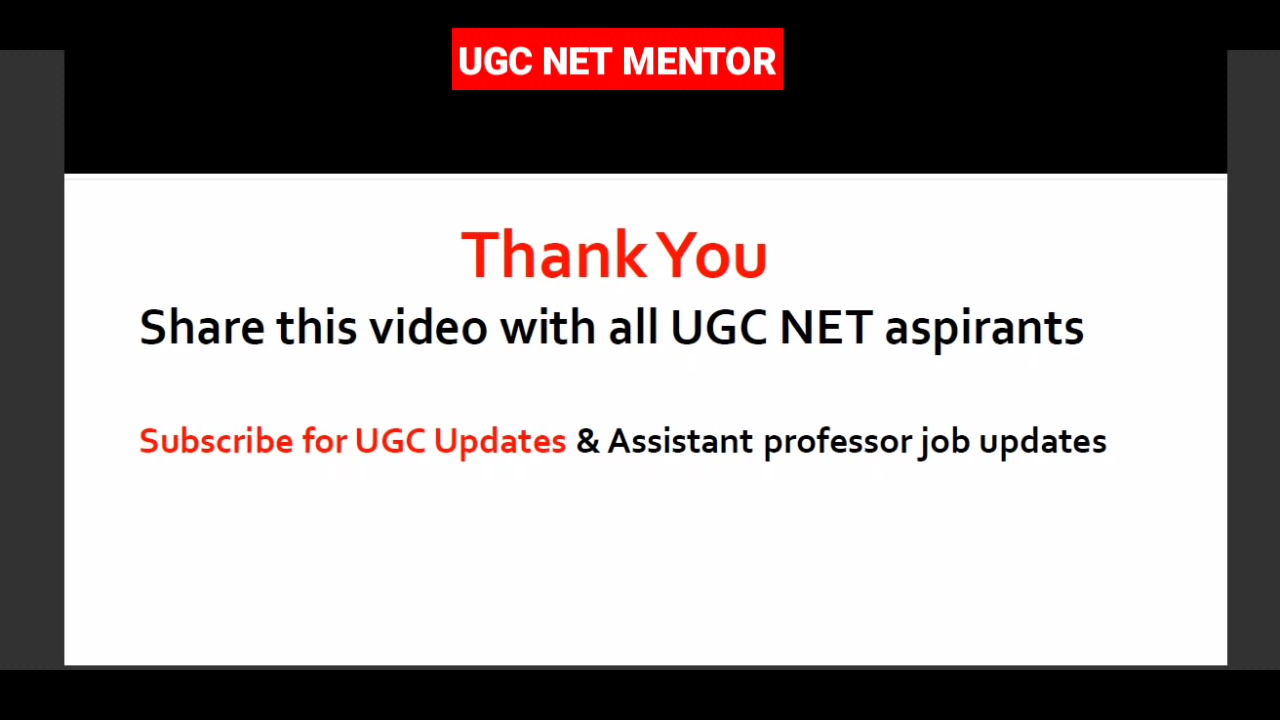 UGC NET MENTOR
Thank You
Share this video with all UGC NET aspirants
Subscribe for UGC Updates & Assistant professor job updates